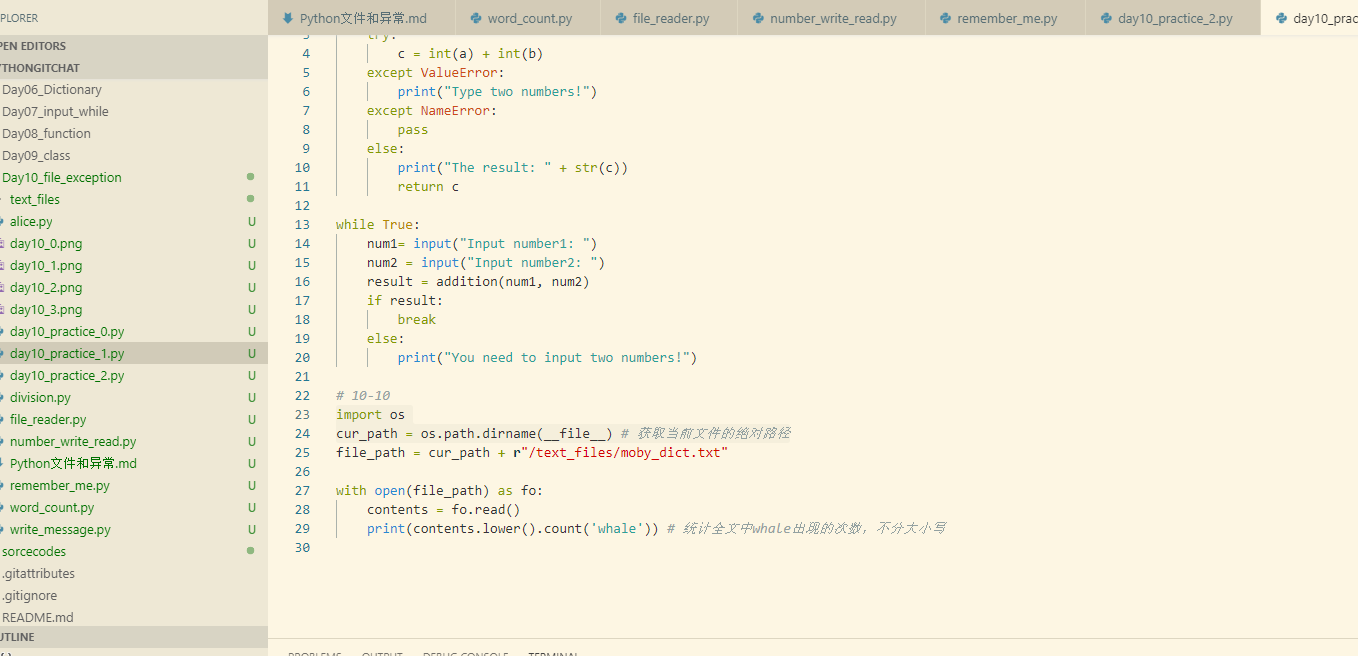 PLORER
Python文件和异常.md
word_count.py
file_reader.py
number_write_read.py
remember_me.py
day10_practice_2.py
day10_prac
PEN EDITORS
YTHONGITCHAT
Day06_Dictionary
Day07_input_while
Day08_function
Day09_class
Day10_file_exception
text_files
alice.py U
day10_0.png U
day10_1.png U
day10_2.png U
day10_3.png U
day10_practice_0.py U
day10_practice_1.py U
day10_practice_2.py U
division.py U
file_reader.py U
number_write_read.py U
Python文件和异常.md U
remember_me.py U
word_count.py U
write_message.py U
sorcecodes
.gitattributes
.gitignore
README.md
UTLINE
3 try:
4 c = int(a) + int(b)
5 except ValueError:
6 print("Type two numbers!")
7 except NameError:
8 pass
9 else:
10 print("The result: " + str(c))
11 return c
12
13 while True:
14 num1= input("Input number1: ")
15 num2 = input("Input number2: ")
16 result = addition(num1, num2)
17 if result:
18 break
19 else:
20 print("You need to input two numbers!")
21
22 # 10-10
23 import os
24 cur_path = os.path.dirname(__file__) # 获取当前文件的绝对路径
25 file_path = cur_path + r"/text_files/moby_dict.txt"
26
27 with open(file_path) as fo:
28 contents = fo.read()
29 print(contents.lower().count('whale')) # 统计全文中whale出现的次数，不分大小写
30
PROBLEMS OUTPUT DEBUG CONSOLE TERMINAL